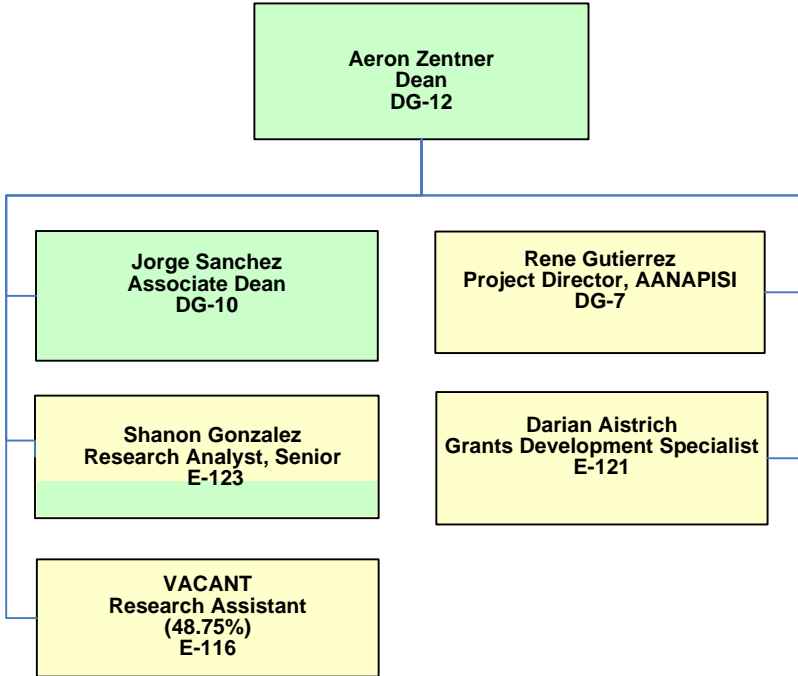 Aeron Zentner
Dean
DG-12
Jorge Sanchez
Associate Dean
DG-10
Rene Gutierrez
Project Director, AANAPISI
DG-7
Shanon Gonzalez
Research Analyst, Senior
E-123
Darian Aistrich
Grants Development Specialist
E-121
VACANT
Research Assistant
(48.75%)
E-116